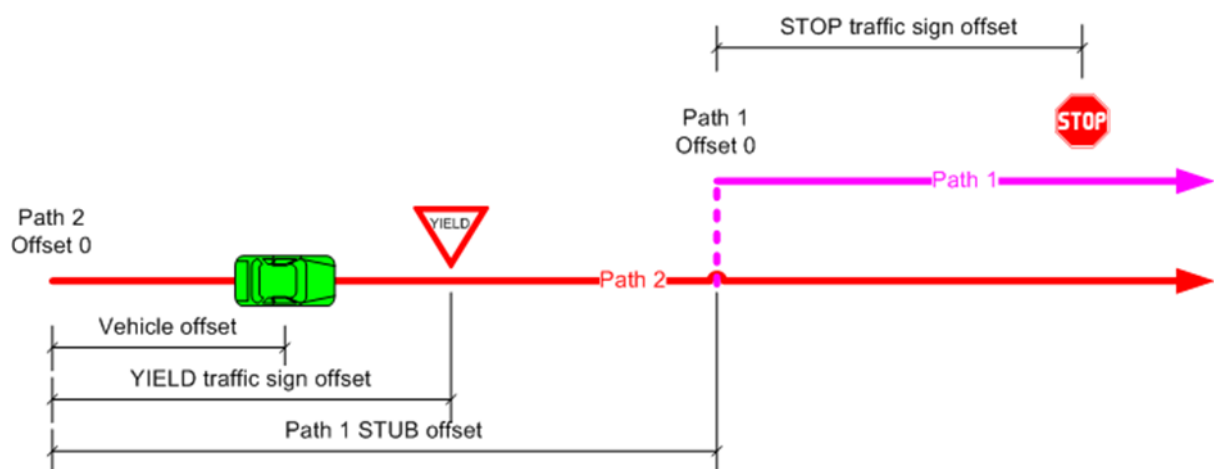 STOP traffic sign offset
Path 1
Offset 0
STOP
Path 1
Path 2
Offset 0
YIELD
Path 2
Vehicle offset
YIELD traffic sign offset
Path 1 STUB offset